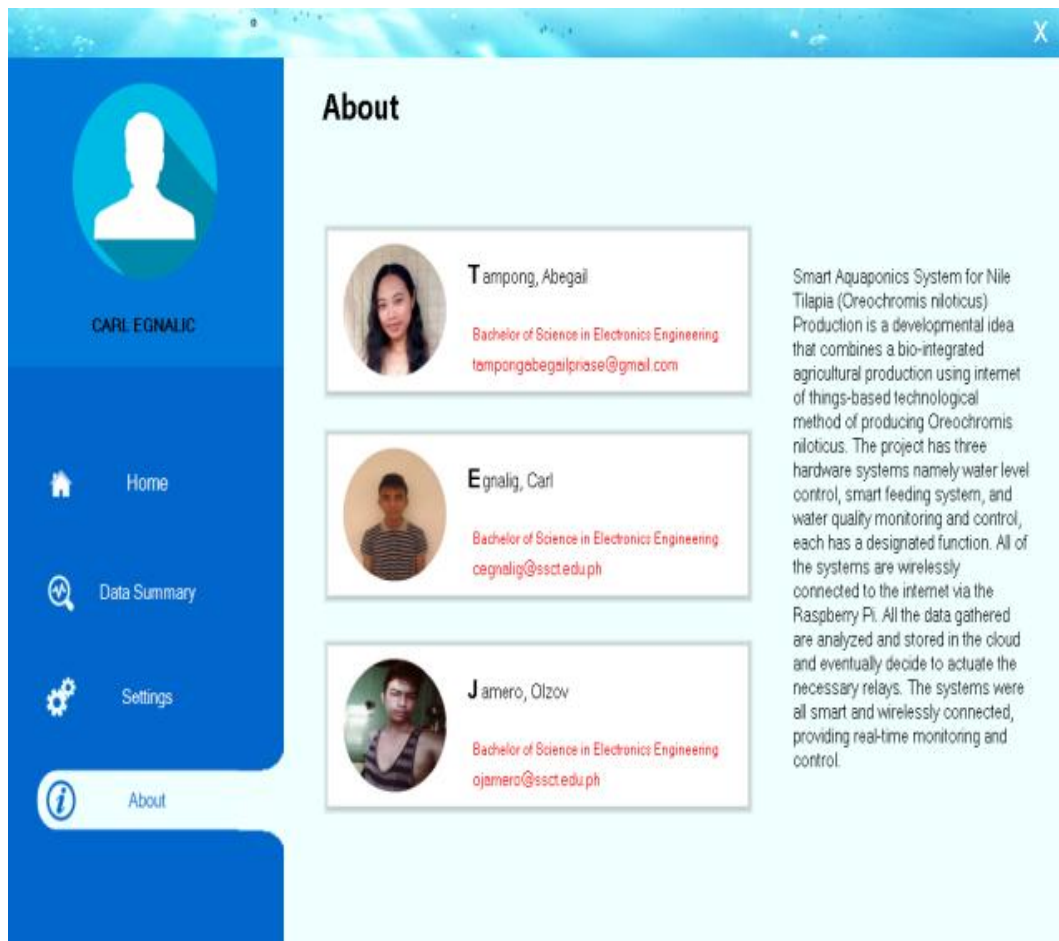 X
CARL EGNALIC
Home
Data Summary
Settings
About
About
Tampong, Abegail
Bachelor of Science in Electronics Engineering
tampongabegailpriase@gmail.com
Egnalig, Carl
Bachelor of Science in Electronics Engineering
cegnalig@ssct.edu.ph
Jamero, Olzov
Bachelor of Science in Electronics Engineering
ojamero@ssct.edu.ph
Smart Aquaponics System for Nile
Tilapia (Oreochromis niloticus)
Production is a developmental idea
that combines a bio-integrated
agricultural production using internet
of things-based technological
method of producing Oreochromis
niloticus. The project has three
hardware systems namely water level
control, smart feeding system, and
water quality monitoring and control,
each has a designated function. All of
the systems are wirelessly
connected to the internet via the
Raspberry Pi. All the data gathered
are analyzed and stored in the cloud
and eventually decide to actuate the
necessary relays. The systems were
all smart and wirelessly connected,
providing real-time monitoring and
control.